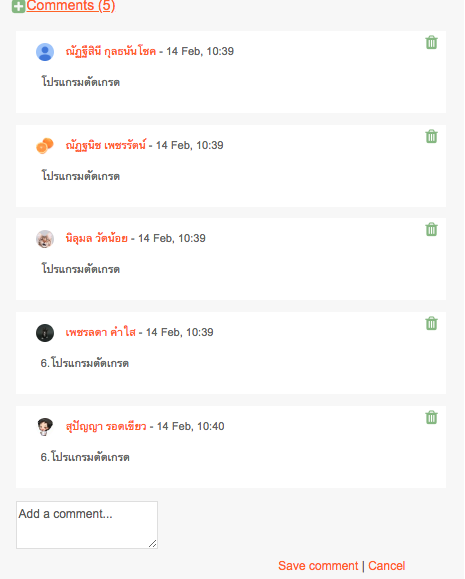 Comments (5)
ณัฏฐ์สินี กุลธนันโชค - 14 Feb, 10:39
โปรแกรมตัดเกรด
ณัฏฐนิช เพชรรัตน์ - 14 Feb, 10:39
โปรแกรมตัดเกรด
นิลุมล วัดน้อย - 14 Feb, 10:39
โปรแกรมตัดเกรด
เพชรลดา คำใส - 14 Feb, 10:39
6.โปรแกรมตัดเกรด
สุปัญญา รอดเขียว - 14 Feb, 10:40
6.โปรแกรมตัดเกรด
Add a comment...
Save comment | Cancel